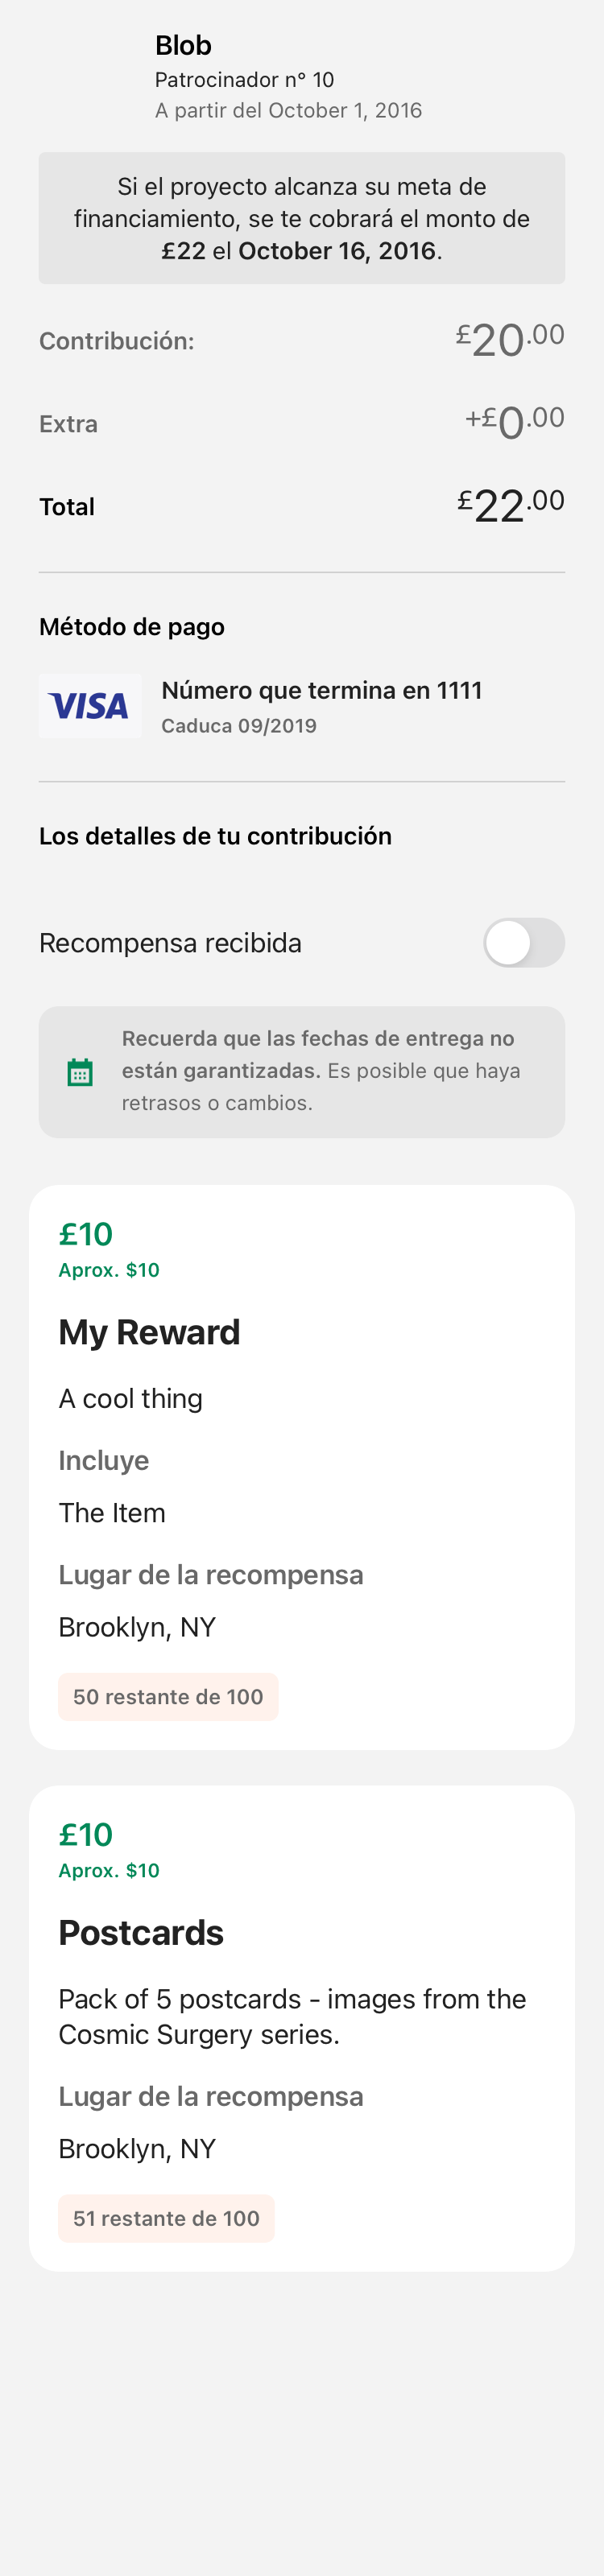 Blob
Patrocinador n° 10
A partir del October 1, 2016
Si el proyecto alcanza su meta de
financiamiento, se te cobrará el monto de
£22 el October 16, 2016.
Contribución: £20.00
Extra +£0.00
Total £22.00
Método de pago
VISA
Número que termina en 1111
Caduca 09/2019
Los detalles de tu contribución
Recompensa recibida
Recuerda que las fechas de entrega no
están garantizadas. Es posible que haya
retrasos o cambios.
£10
Aprox. $10
My Reward
A cool thing
Incluye
The Item
Lugar de la recompensa
Brooklyn, NY
50 restante de 100
£10
Aprox. $10
Postcards
Pack of 5 postcards - images from the
Cosmic Surgery series.
Lugar de la recompensa
Brooklyn, NY
51 restante de 100